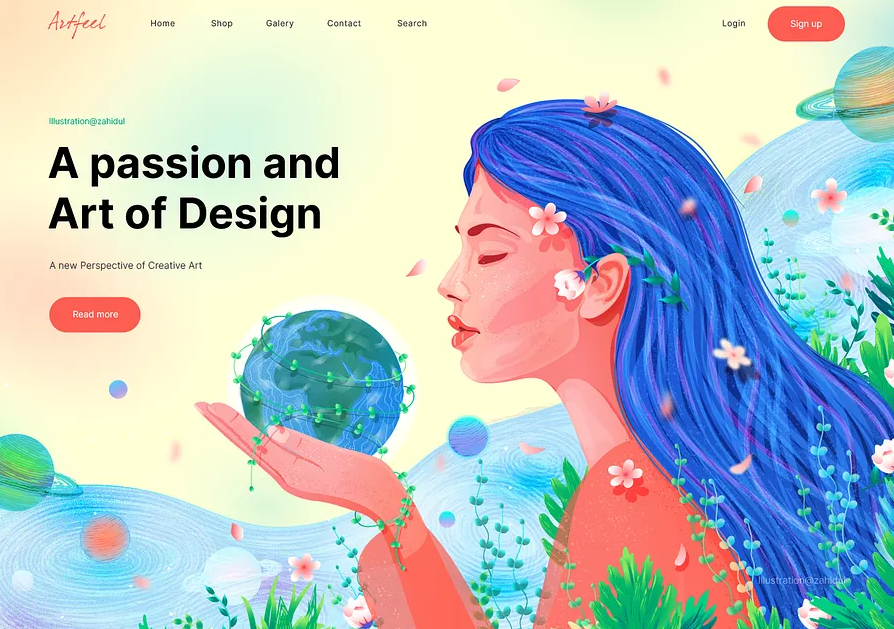 Artfeel
Home
Shop
Galery
Contact
Search
Login
Sign up
Illustration@zahidul
A passion and
Art of Design
A new Perspective of Creative Art
Read more
Illustration@zahidul